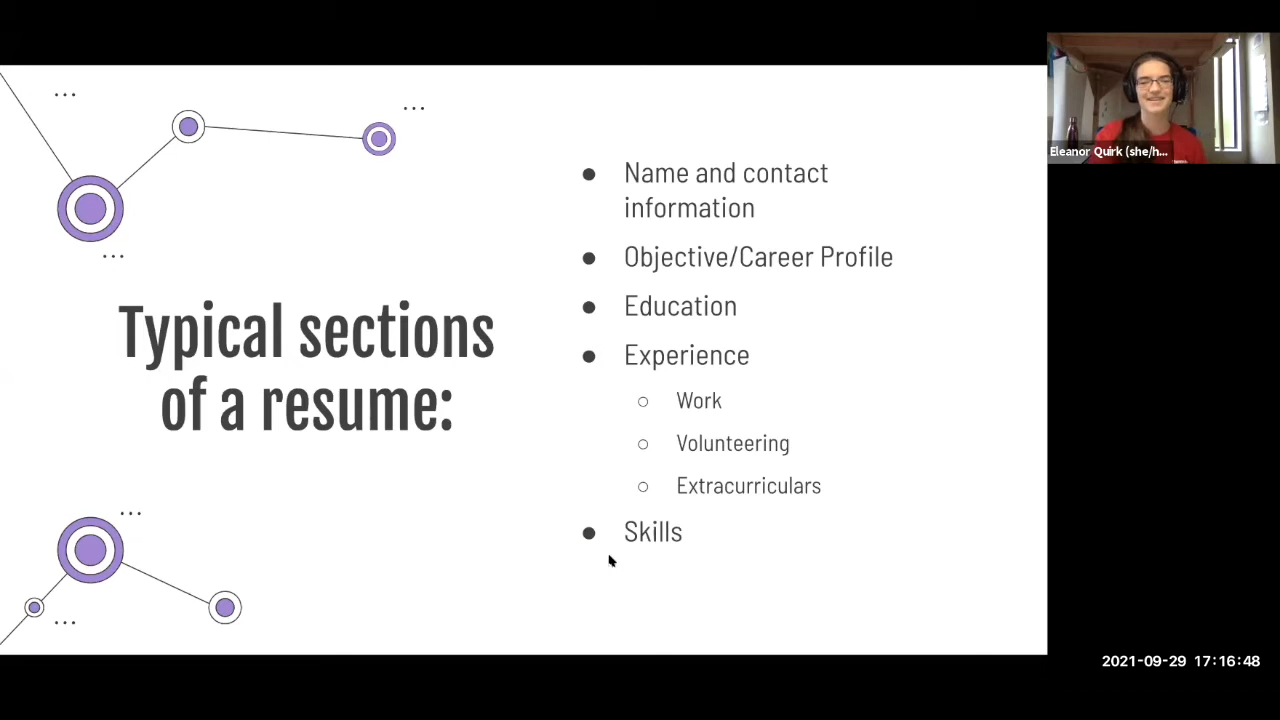 Typical sections
of a resume:
● Name and contact
information
● Objective/Career Profile
● Education
● Experience
○ Work
○ Volunteering
○ Extracurriculars
● Skills
Eleanor Quirk (she/h...
2021-09-29 17:16:48